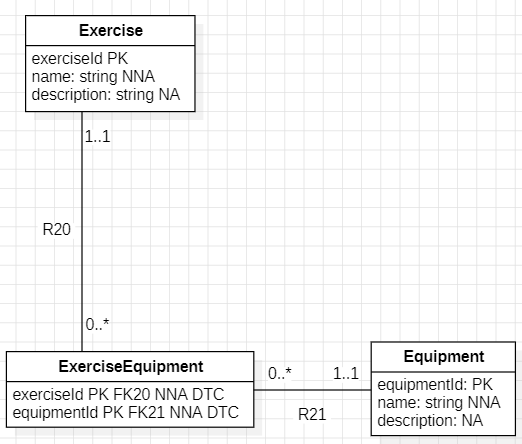 Exercise
exerciseId PK
name: string NNA
description: string NA
1..1
R20
0..*
ExerciseEquipment
exerciseId PK FK20 NNA DTC
equipmentId PK FK21 NNA DTC
0..*
1..1
R21
Equipment
equipmentId: PK
name: string NNA
description: NA